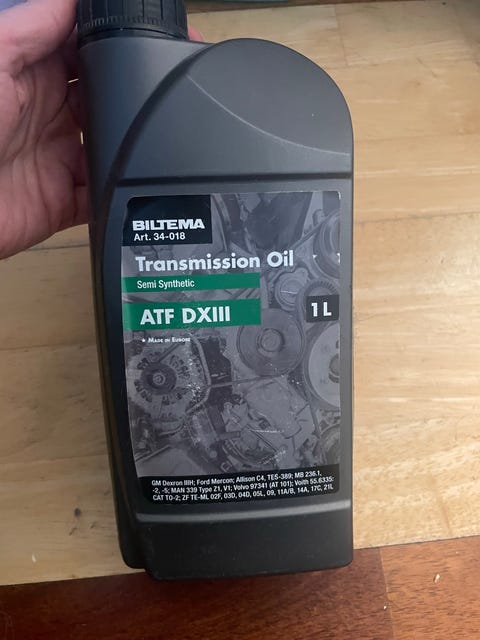 BILTEMA
Art. 34-018
Transmission Oil
Semi Synthetic
ATF DXIII
1 L
★ Made in Europe
GM Dexron IIIH; Ford Mercon; Allison C4, TES-389; MB 236.1,
-2, -5; MAN 339 Type Z1, V1; Volvo 97341 (AT 101); Voith 55.6335;
CAT TO-2; ZF TE-ML 02F, 03D, 04D, 05L, 09, 11A/B, 14A, 17C, 21L